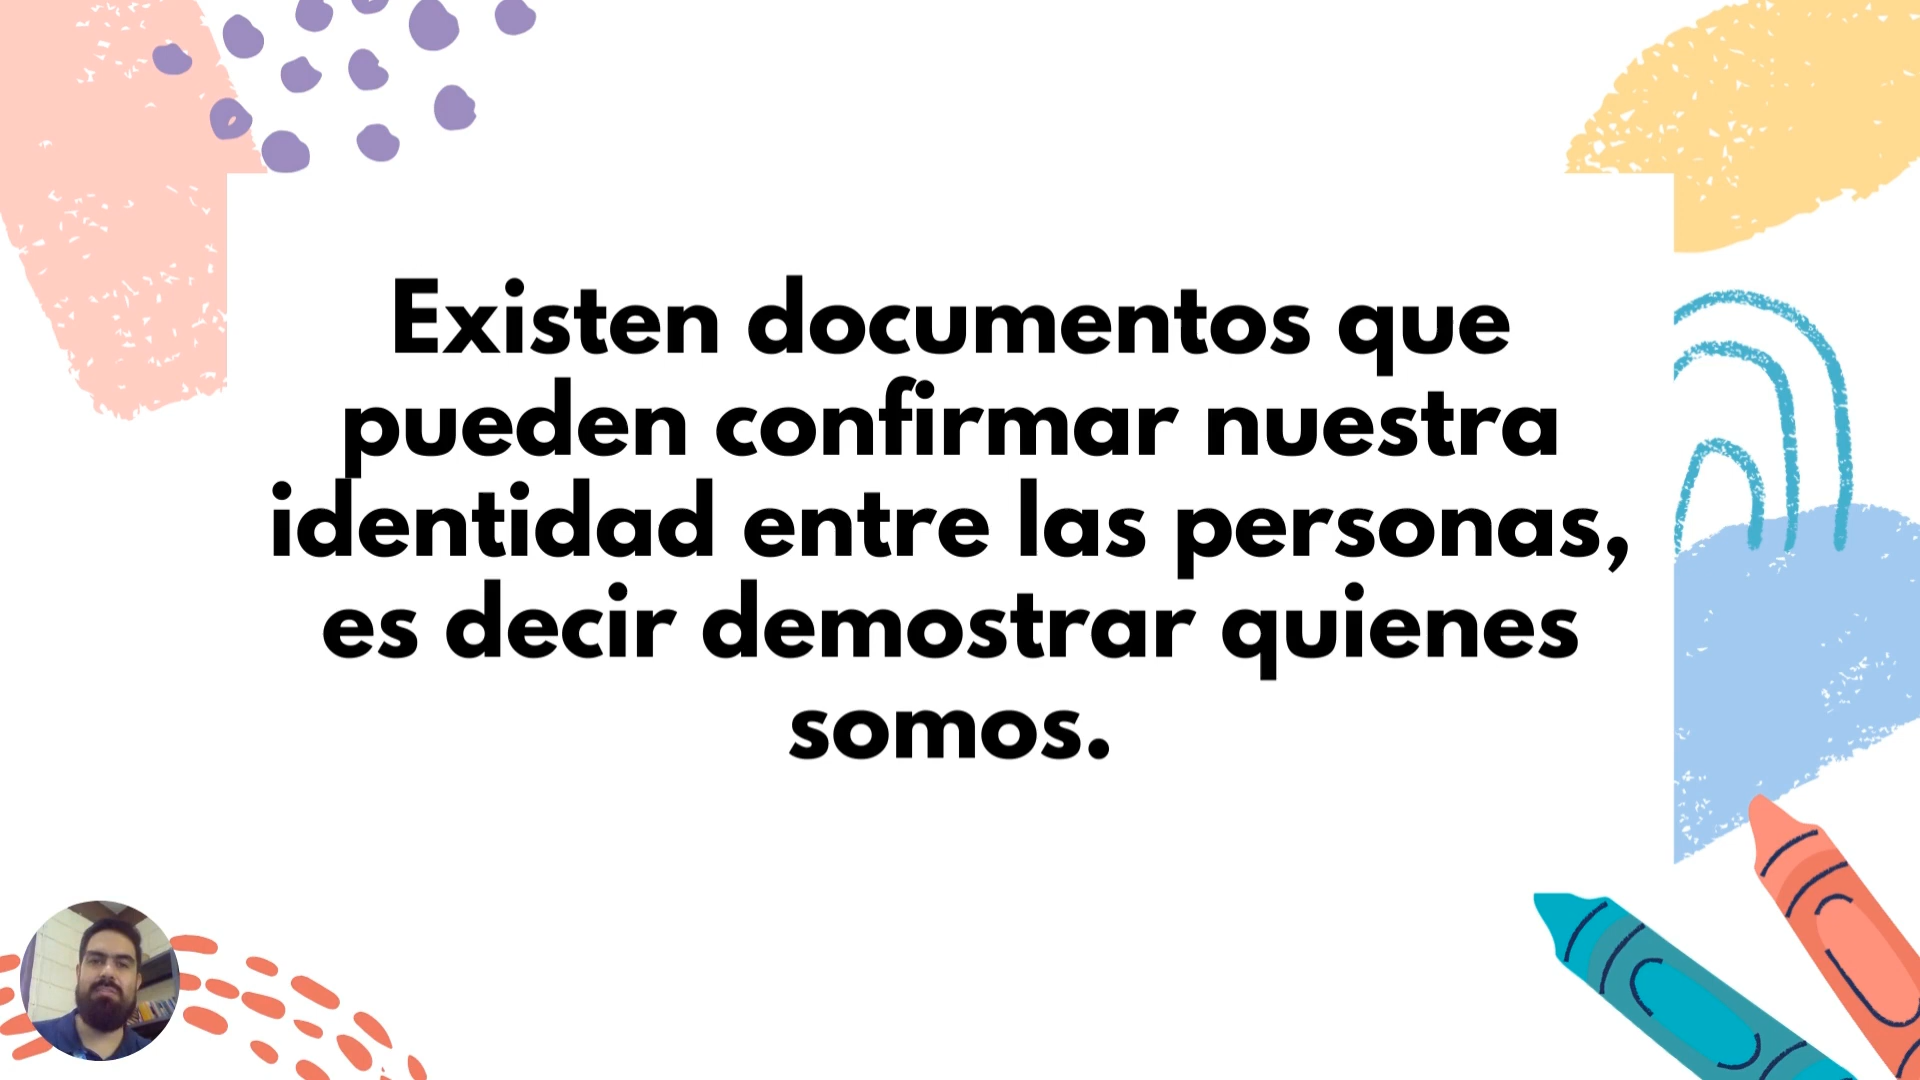 Existen documentos que
pueden confirmar nuestra
identidad entre las personas,
es decir demostrar quienes
somos.